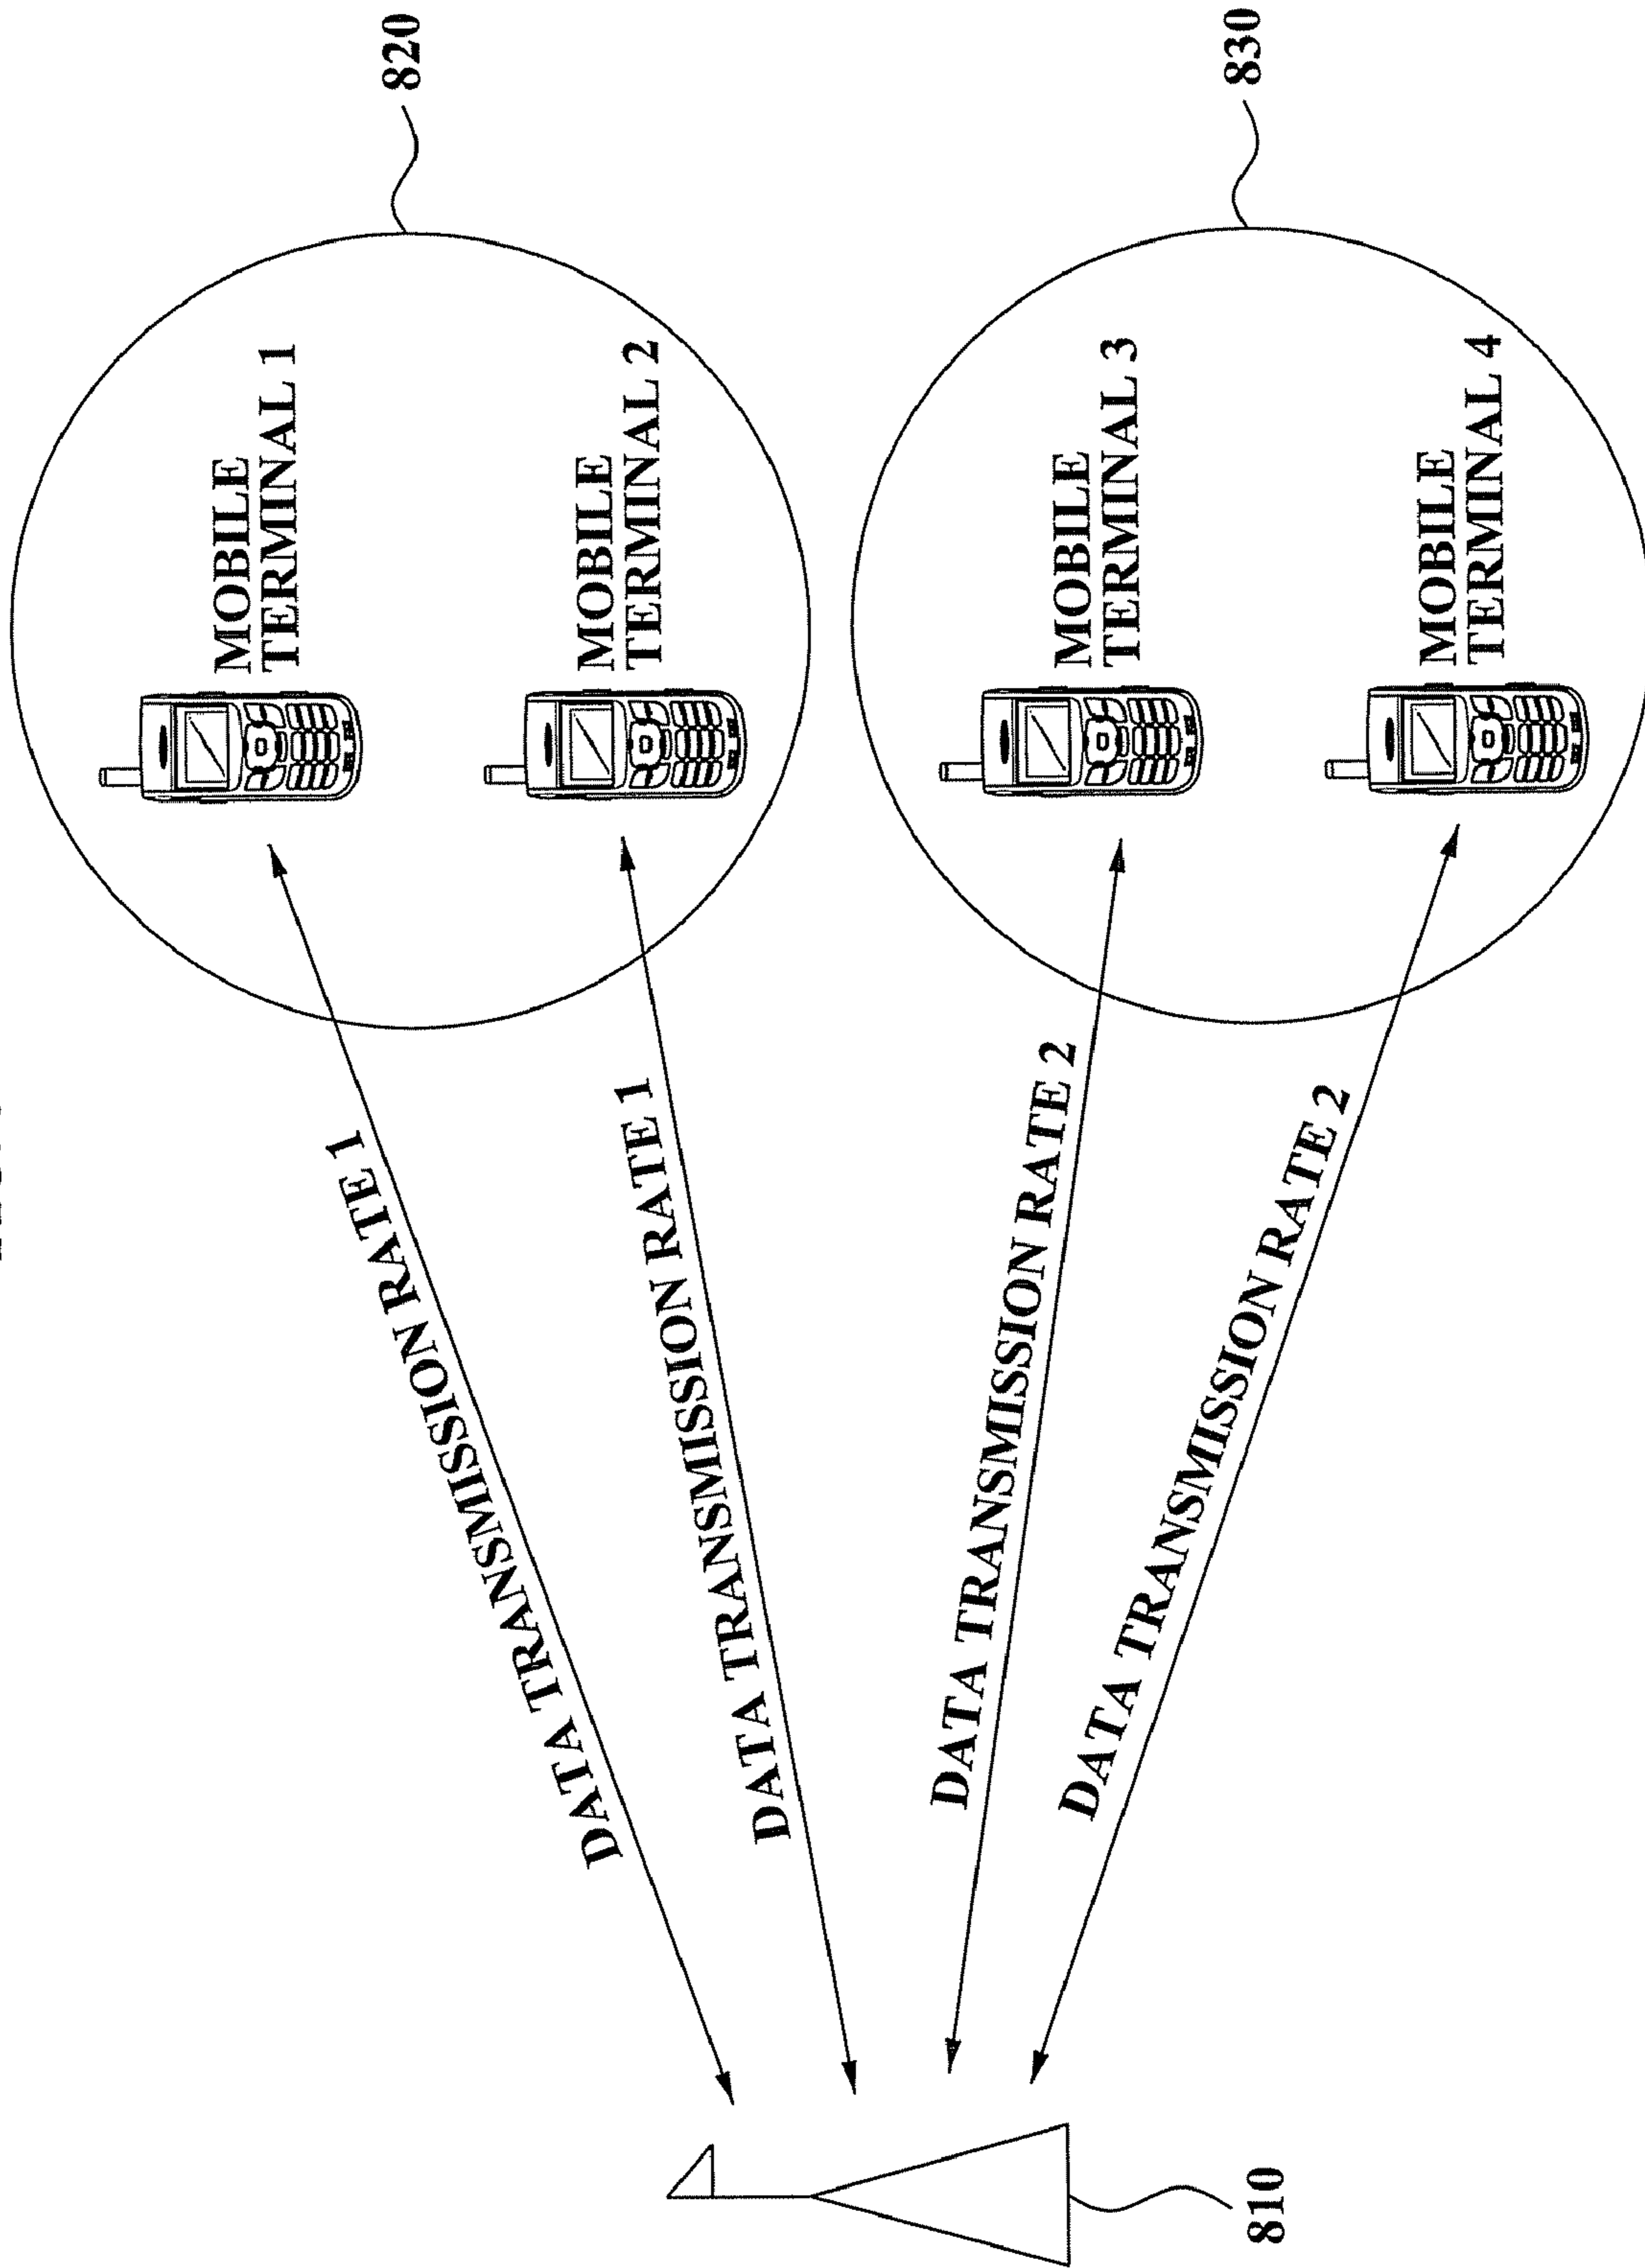 820
MOBILE
TERMINAL 1
MOBILE
TERMINAL 2
DATA TRANSMISSION RATE 1
DATA TRANSMISSION RATE 1
830
MOBILE
TERMINAL 3
MOBILE
TERMINAL 4
DATA TRANSMISSION RATE 2
DATA TRANSMISSION RATE 2
810